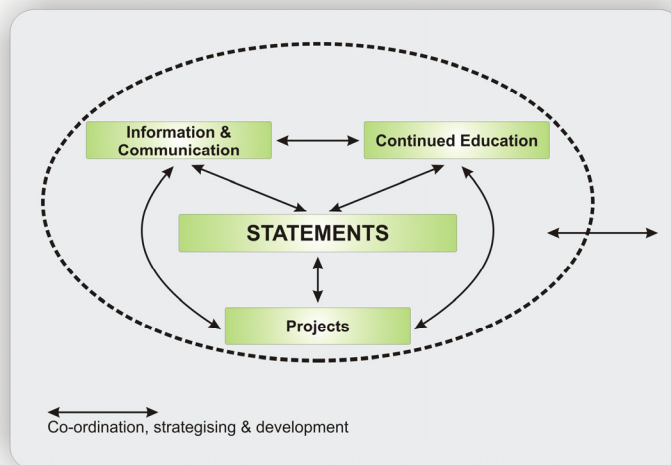 Information &
Communication
Continued Education
STATEMENTS
Projects
Co-ordination, strategising & development